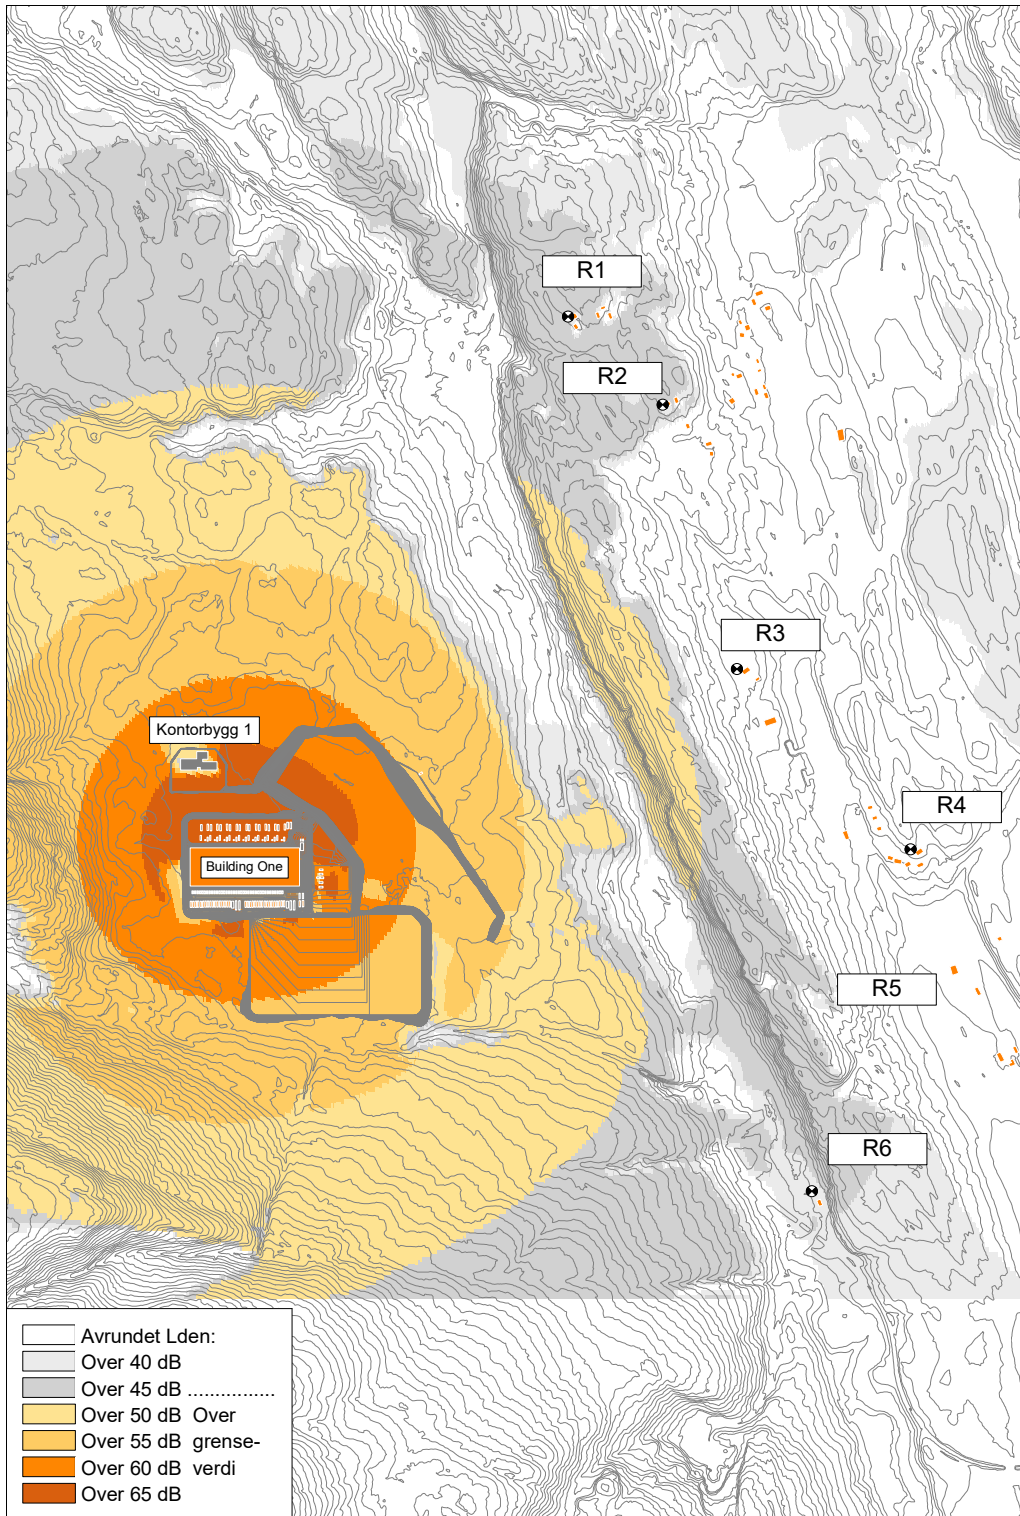 R1
R2
R3
Kontorbygg 1
R4
Building One
R5
R6
Avrundet Lden:
Over 40 dB
Over 45 dB ................
Over 50 dB Over
Over 55 dB grense-
Over 60 dB verdi
Over 65 dB